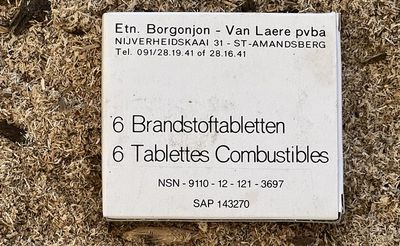 Etn. Borgonjon - Van Laere pvba
NIJVERHEIDSKAAI 31 - ST-AMANDSBERG
Tel. 091/28.19.41 of 28.16.41
6 Brandstoftabletten
6 Tablettes Combustibles
NSN - 9110 - 12 - 121 - 3697
SAP 143270